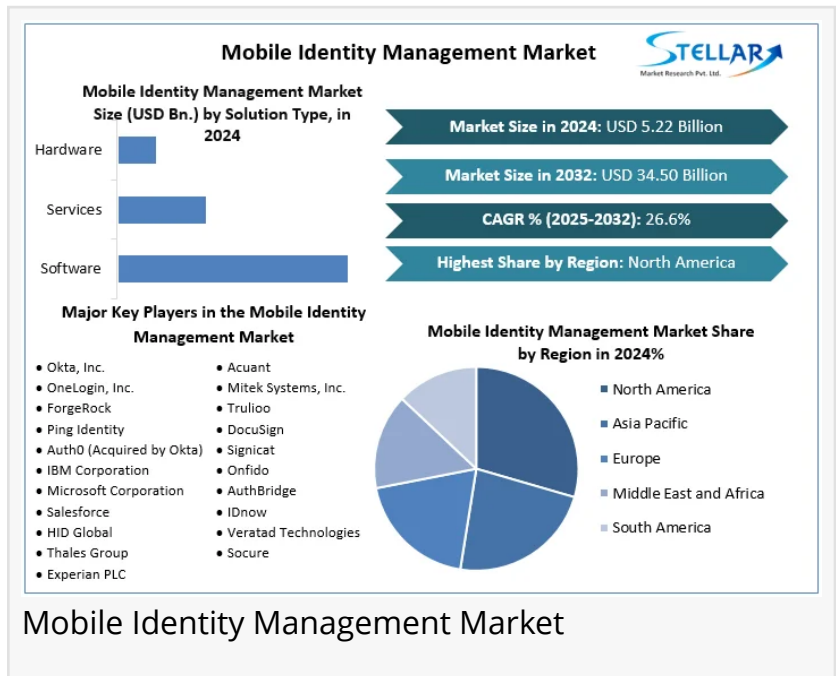 Mobile Identity Management Market
STELLAR
Market Research Pvt. Ltd.
Mobile Identity Management Market
Size (USD Bn.) by Solution Type, in
2024
Hardware
Services
Software
Market Size in 2024: USD 5.22 Billion
Market Size in 2032: USD 34.50 Billion
CAGR % (2025-2032): 26.6%
Highest Share by Region: North America
Major Key Players in the Mobile Identity
Management Market
• Okta, Inc.
• OneLogin, Inc.
• ForgeRock
• Ping Identity
• Auth0 (Acquired by Okta)
• IBM Corporation
• Microsoft Corporation
• Salesforce
• HID Global
• Thales Group
• Experian PLC
• Acuant
• Mitek Systems, Inc.
• Trulioo
• DocuSign
• Signicat
• Onfido
• AuthBridge
• IDnow
• Veratad Technologies
• Socure
Mobile Identity Management Market Share
by Region in 2024%
North America
Asia Pacific
Europe
Middle East and Africa
South America
Mobile Identity Management Market